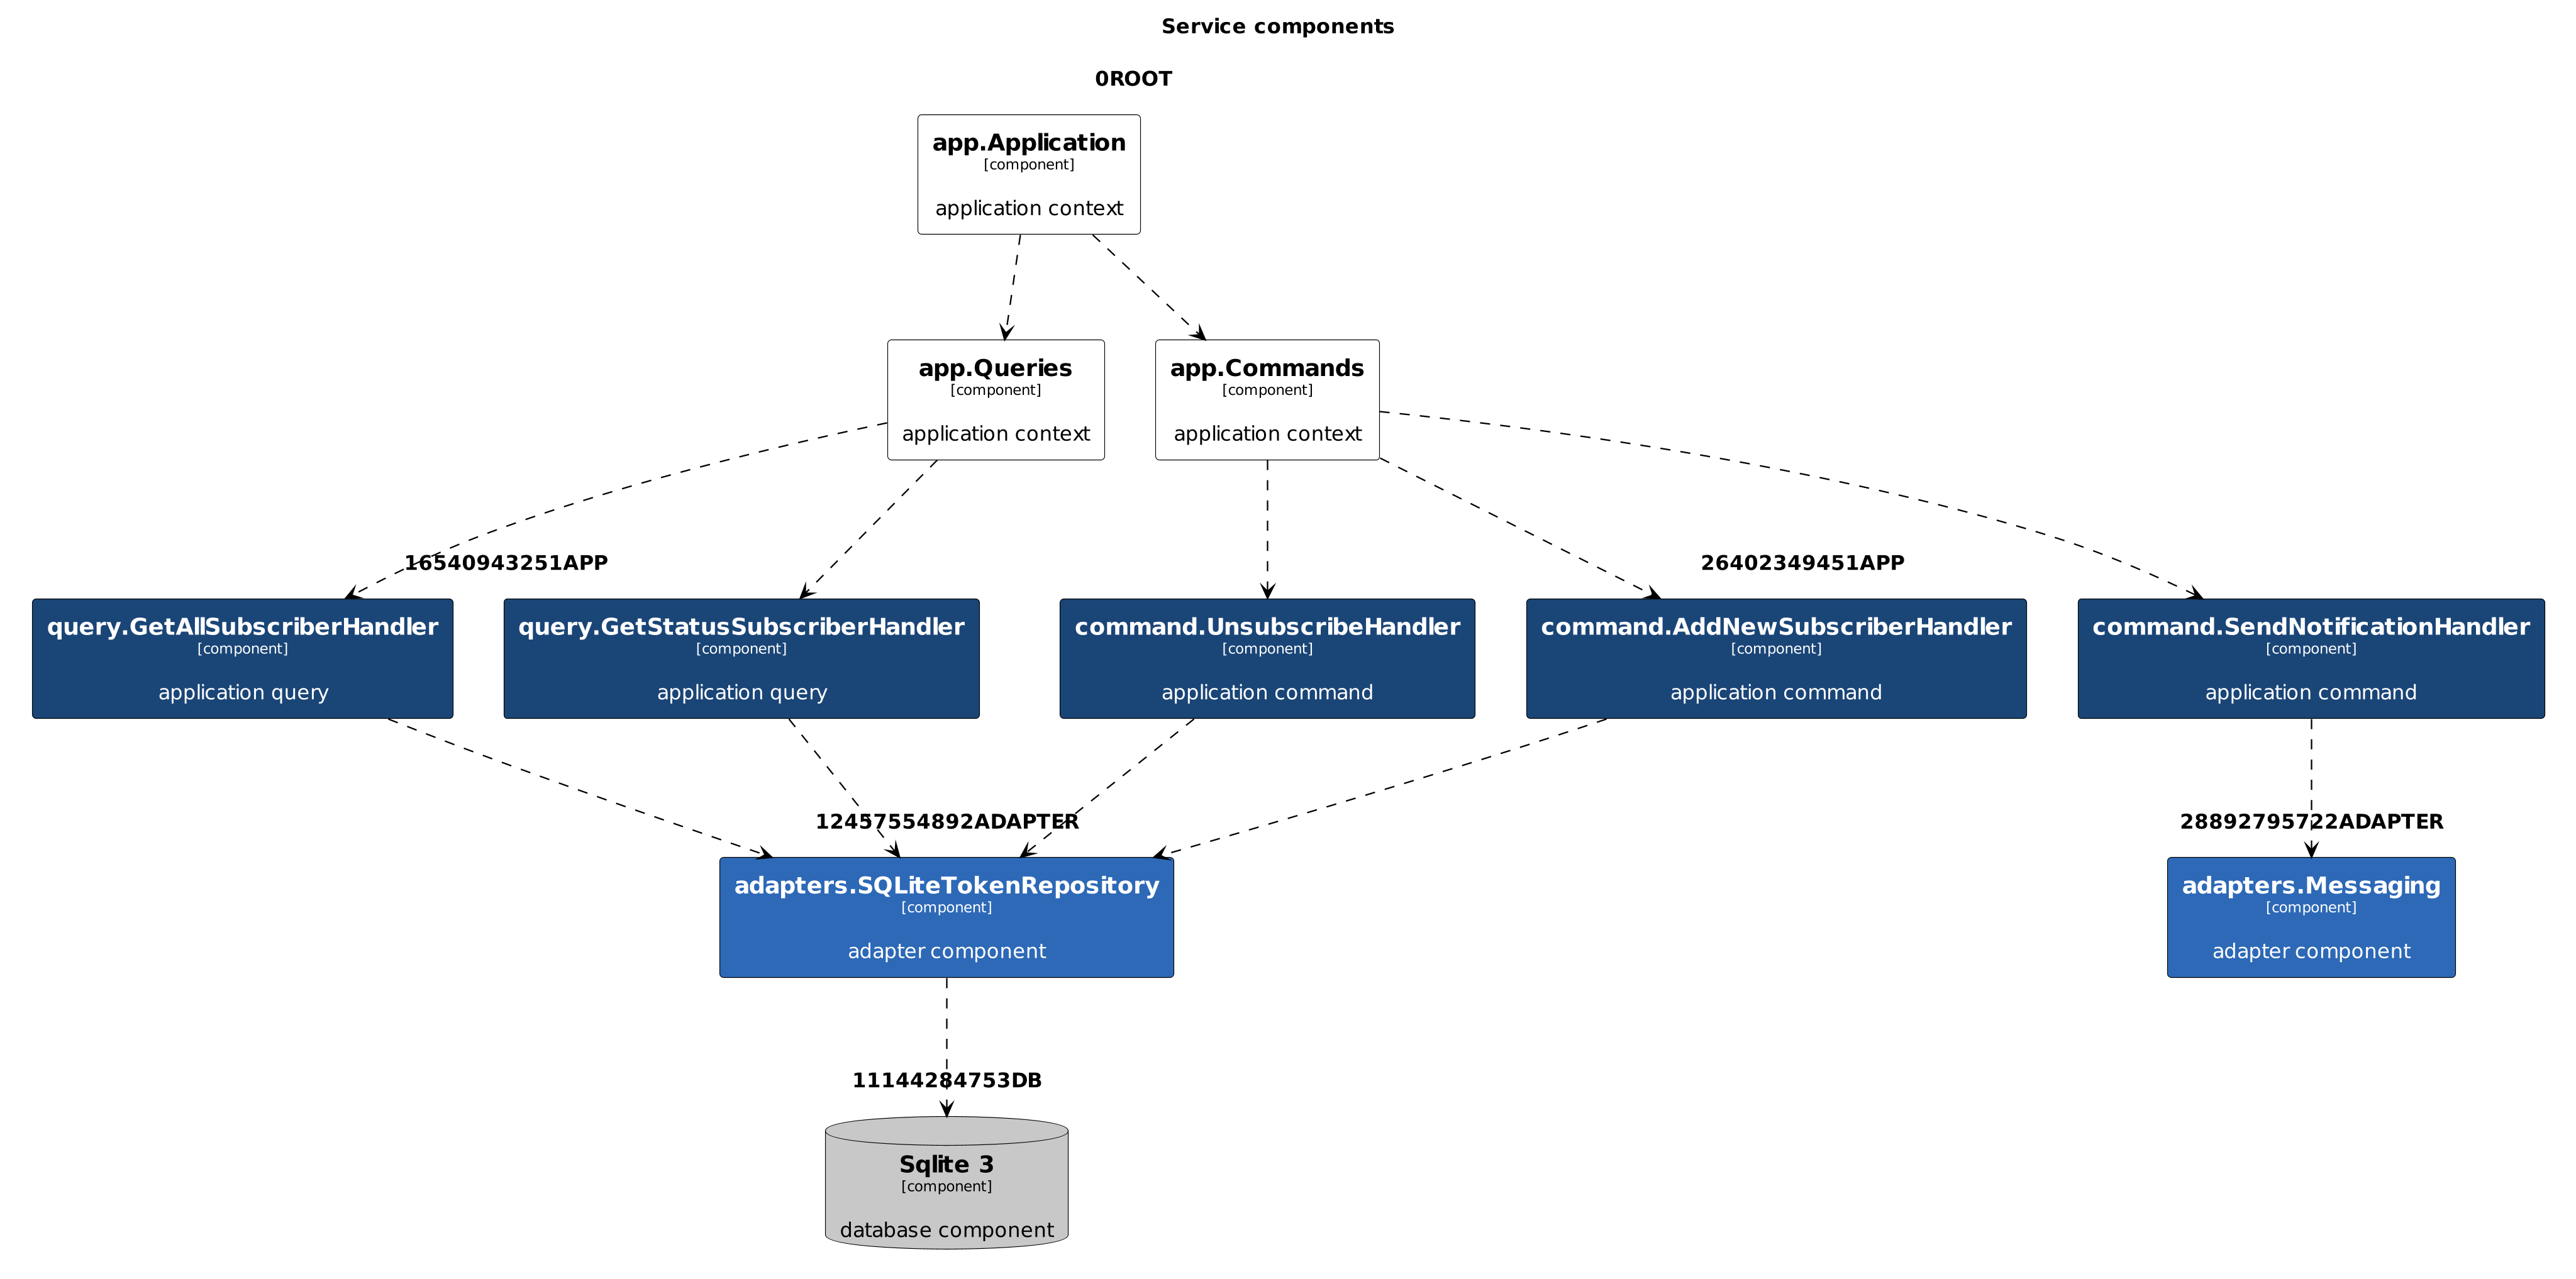 Service components
0ROOT
app.Application
[component]
application context
app.Queries
[component]
application context
app.Commands
[component]
application context
16540943251APP
26402349451APP
query.GetAllSubscriberHandler
[component]
application query
query.GetStatusSubscriberHandler
[component]
application query
command.UnsubscribeHandler
[component]
application command
command.AddNewSubscriberHandler
[component]
application command
command.SendNotificationHandler
[component]
application command
12457554892ADAPTER
28892795722ADAPTER
adapters.SQLiteTokenRepository
[component]
adapter component
adapters.Messaging
[component]
adapter component
11144284753DB
Sqlite 3
[component]
database component